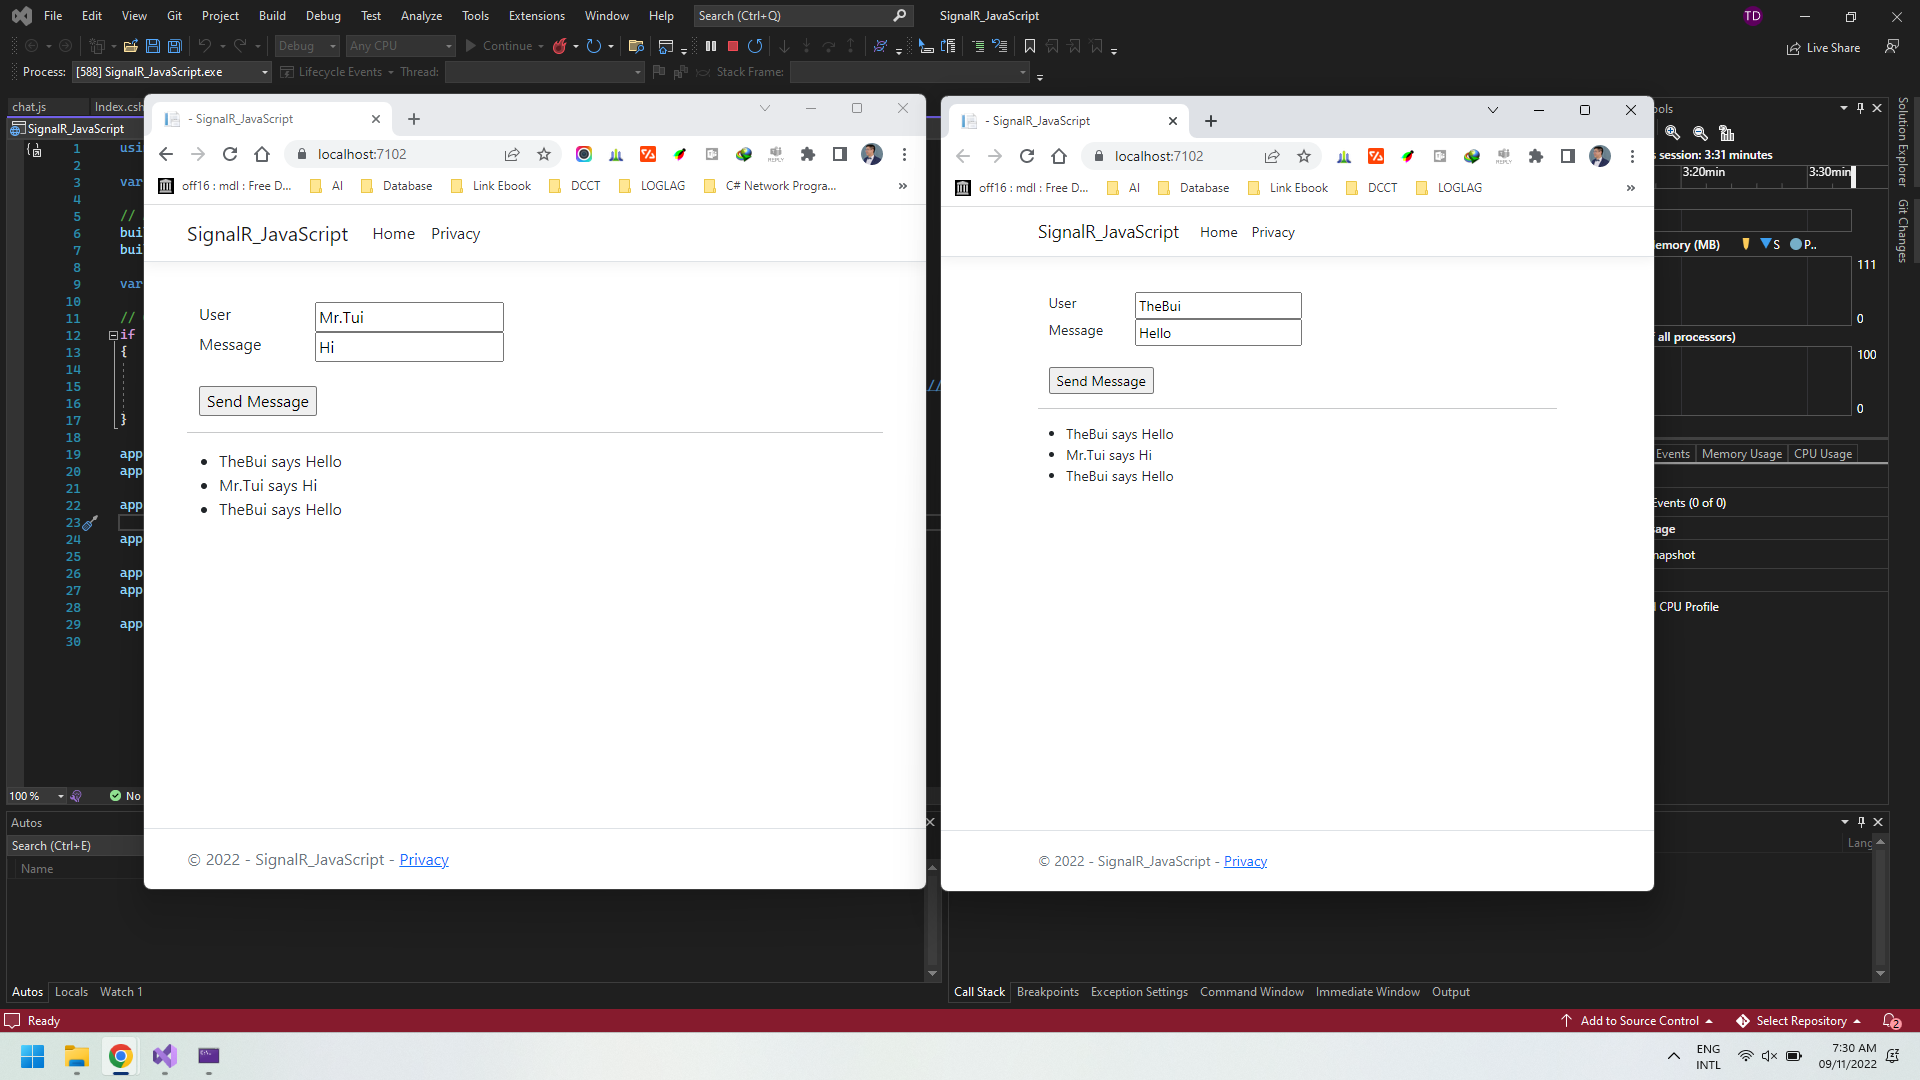 File Edit View Git Project Build Debug Test Analyze Tools Extensions Window Help Search (Ctrl+Q) SignalR_JavaScript TD
Debug Any CPU Continue Live Share
Process: [588] SignalR_JavaScript.exe Lifecycle Events Thread: Stack Frame:
chat.js Index.csh
SignalR_JavaScript
1 usi
2
3 var
4
5 //
6 bui
7 bui
8
9 var
10
11 //
12 if
13 {
14
15 //
16
17 }
18
19 app
20 app
21
22 app
23
24 app
25
26 app
27 app
28
29 app
30
100 % No
Autos
Search (Ctrl+E)
Name
Autos Locals Watch 1
- SignalR_JavaScript
localhost:7102
off16 : mdl : Free D... AI Database Link Ebook DCCT LOGLAG C# Network Progra... »
SignalR_JavaScript Home Privacy
User Mr.Tui
Message Hi
Send Message
• TheBui says Hello
• Mr.Tui says Hi
• TheBui says Hello
© 2022 - SignalR_JavaScript - Privacy
- SignalR_JavaScript
localhost:7102
off16 : mdl : Free D... AI Database Link Ebook DCCT LOGLAG »
SignalR_JavaScript Home Privacy
User TheBui
Message Hello
Send Message
• TheBui says Hello
• Mr.Tui says Hi
• TheBui says Hello
© 2022 - SignalR_JavaScript - Privacy
ools
s session: 3:31 minutes
3:20min 3:30min
emory (MB) S P..
111
0
all processors)
100
0
Events Memory Usage CPU Usage
Events (0 of 0)
sage
napshot
CPU Profile
Solution Explorer
Git Changes
Lang
Call Stack Breakpoints Exception Settings Command Window Immediate Window Output
Ready Add to Source Control Select Repository 2
ENG
INTL
7:30 AM
09/11/2022